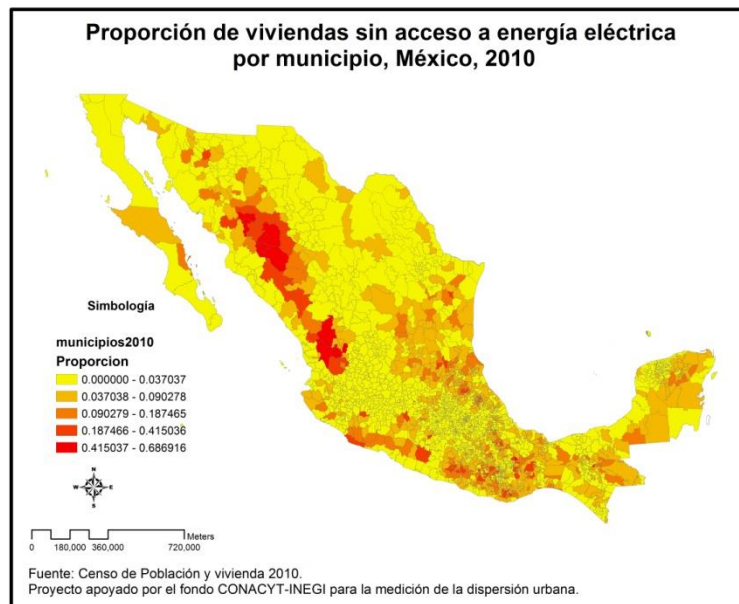 Proporción de viviendas sin acceso a energía eléctrica
por municipio, México, 2010
Simbología
municipios2010
Proporcion
0.000000 - 0.037037
0.037038 - 0.090278
0.090279 - 0.187465
0.187466 - 0.415036
0.415037 - 0.686916
N
W E
S
Meters
0 180,000 360,000 720,000
Fuente: Censo de Población y vivienda 2010.
Proyecto apoyado por el fondo CONACYT-INEGI para la medición de la dispersión urbana.